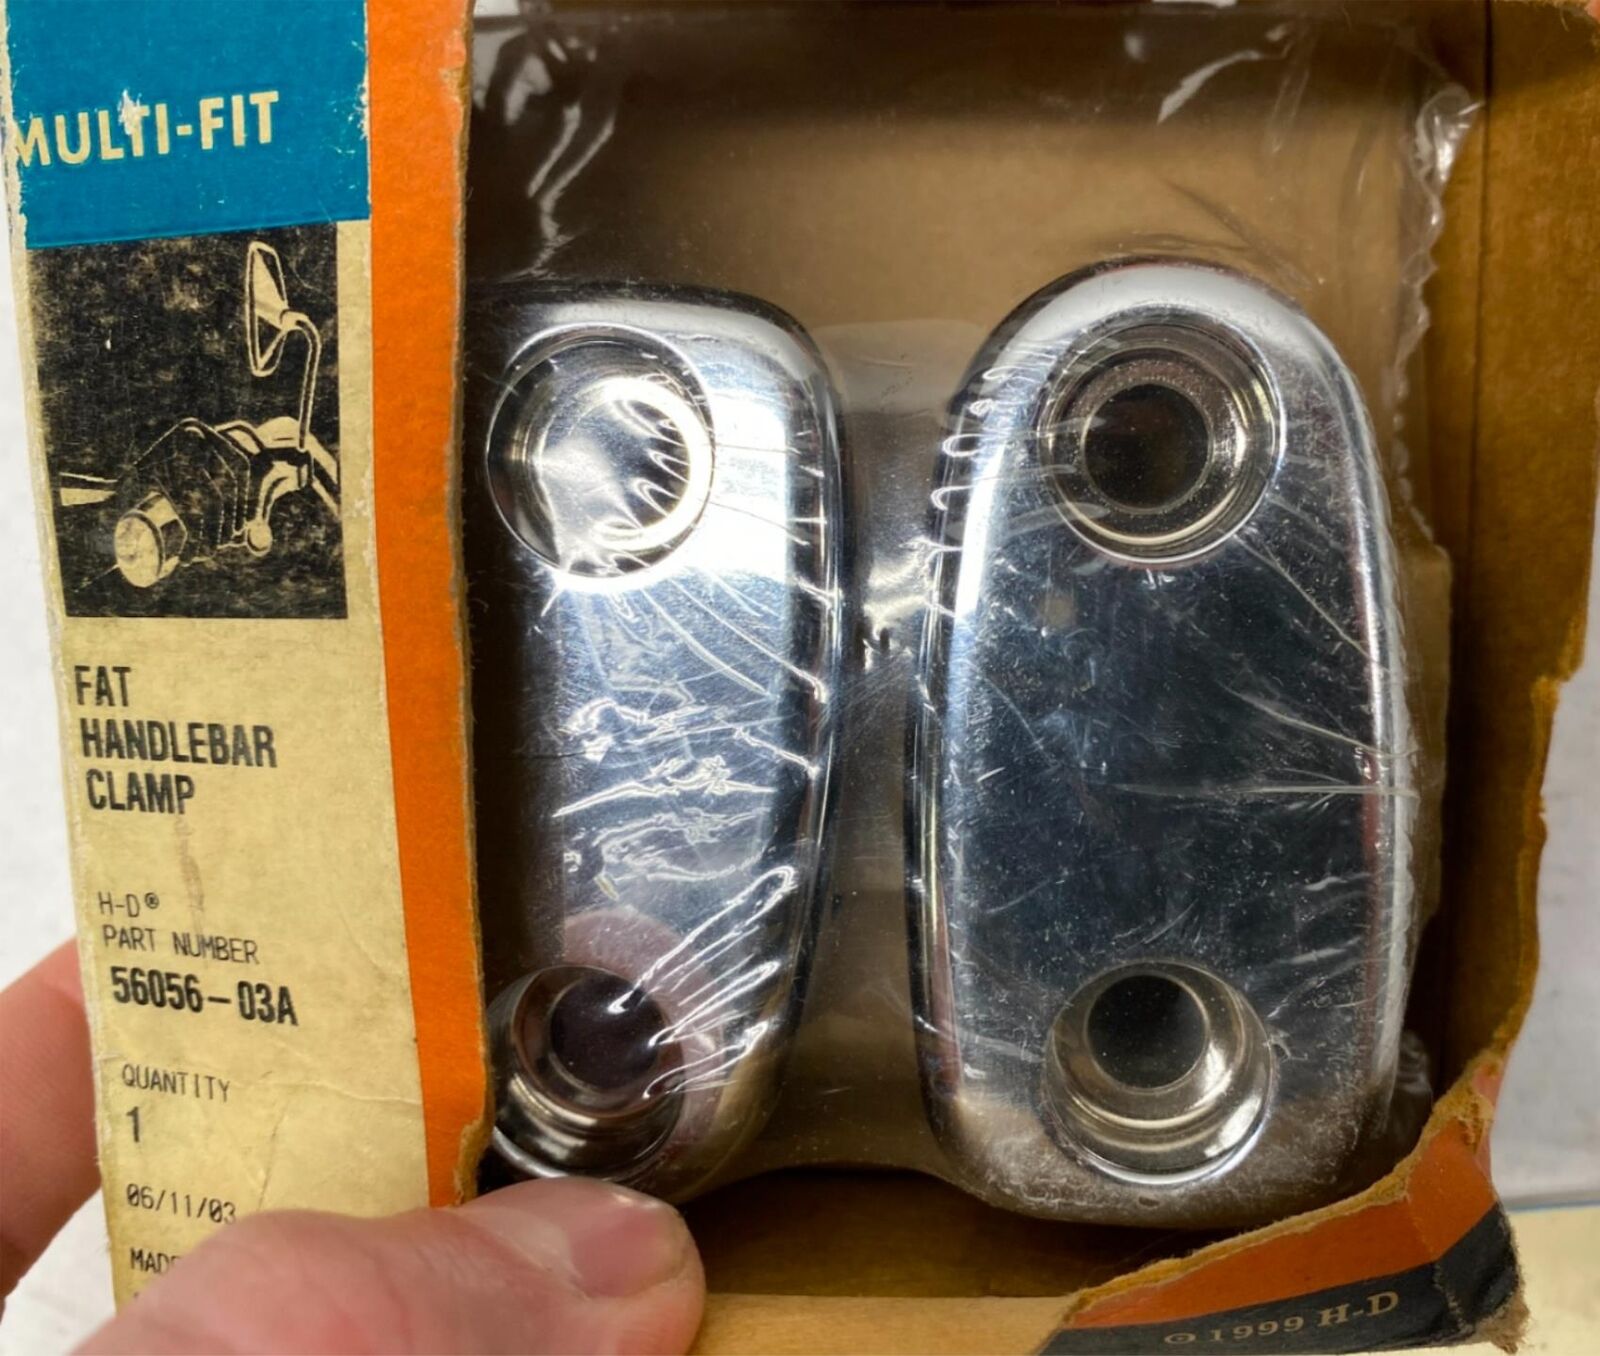 MULTI-FIT
FAT
HANDLEBAR
CLAMP
H-D®
PART NUMBER
56056-03A
QUANTITY
1
06/11/03
© 1999 H-D